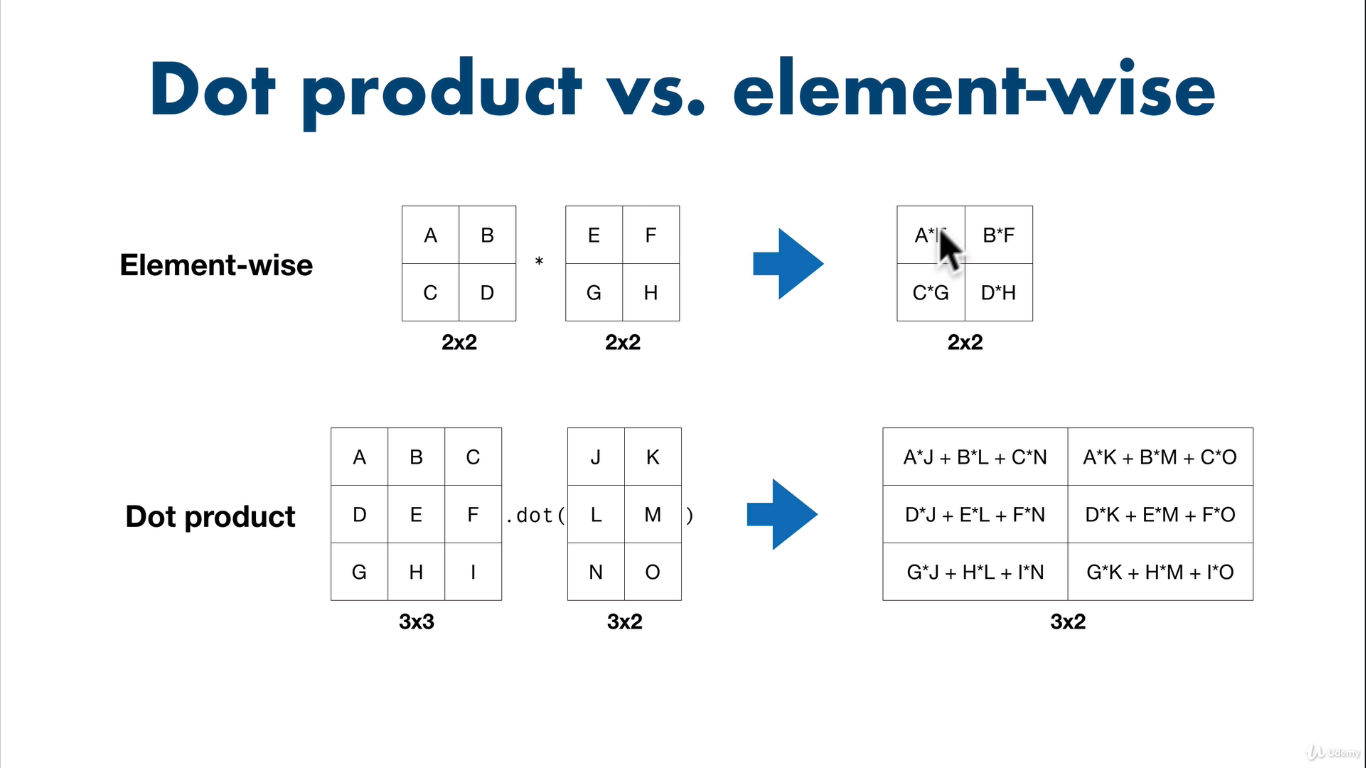 Dot product vs. element-wise
Element-wise
A B
C D
2x2
*
E F
G H
2x2
A* B*F
C*G D*H
2x2
Dot product
A B C
D E F
G H I
3x3
.dot(
J K
L M
N O
3x2
)
A*J + B*L + C*N A*K + B*M + C*O
D*J + E*L + F*N D*K + E*M + F*O
G*J + H*L + I*N G*K + H*M + I*O
3x2
Udemy